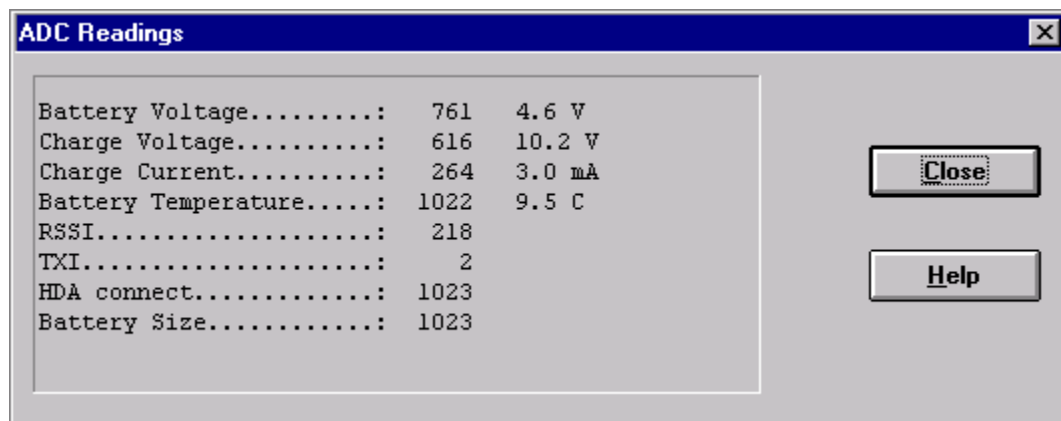 ADC Readings
Battery Voltage.........: 761 4.6 V
Charge Voltage..........: 616 10.2 V
Charge Current..........: 264 3.0 mA
Battery Temperature.....: 1022 9.5 C
RSSI....................: 218
TXI.....................: 2
HDA connect.............: 1023
Battery Size............: 1023
Close
Help